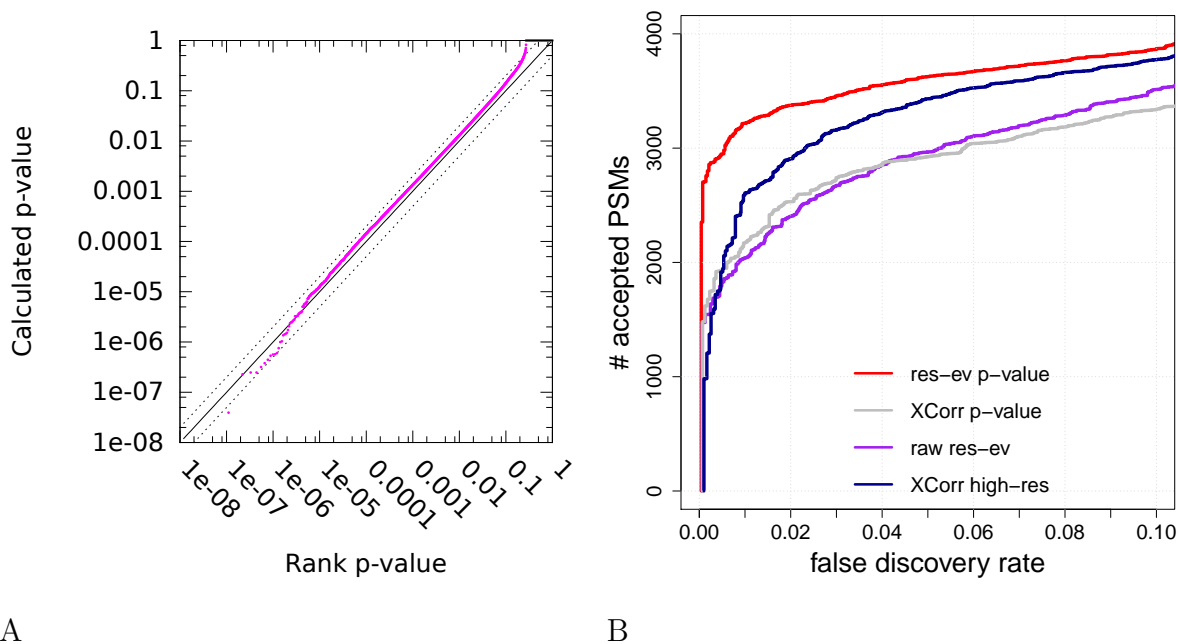 1
0.1
0.01
0.001
0.0001
1e-05
1e-06
1e-07
1e-08
Calculated p-value
1e-08
1e-07
1e-06
1e-05
0.0001
0.001
0.01
0.1
1
Rank p-value
A
4000
3000
2000
1000
0
# accepted PSMs
res−ev p−value
XCorr p−value
raw res−ev
XCorr high−res
0.00 0.02 0.04 0.06 0.08 0.10
false discovery rate
B